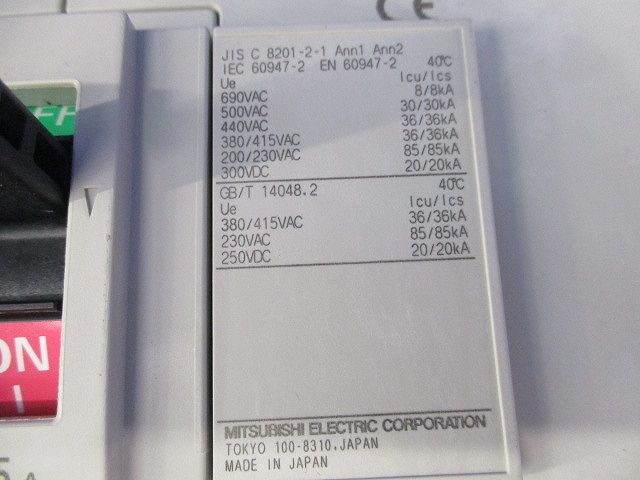 CE
JIS C 8201-2-1 Ann1 Ann2
IEC 60947-2 EN 60947-2 40℃
Ue Icu/Ics
690VAC 8/8kA
500VAC 30/30kA
440VAC 36/36kA
380/415VAC 36/36kA
200/230VAC 85/85kA
300VDC 20/20kA
GB/T 14048.2 40℃
Ue Icu/Ics
380/415VAC 36/36kA
230VAC 85/85kA
250VDC 20/20kA
MITSUBISHI ELECTRIC CORPORATION
TOKYO 100-8310,JAPAN
MADE IN JAPAN
ON
I
A